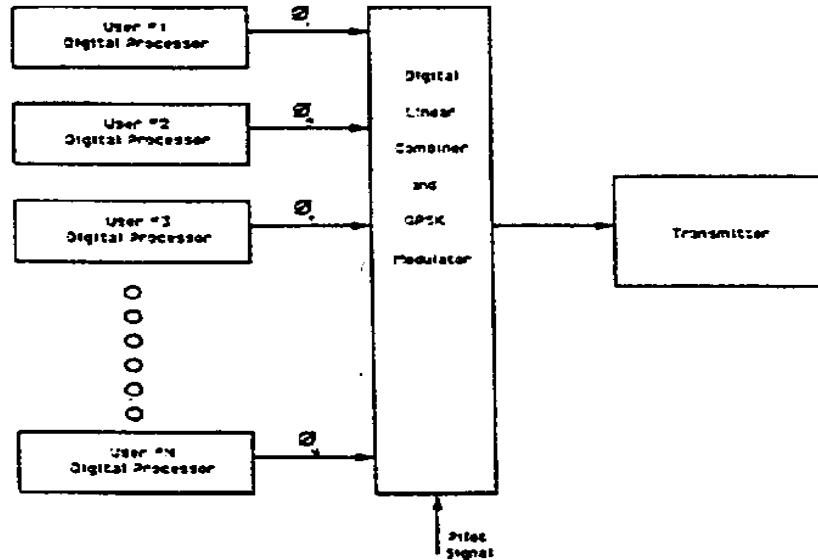 User #1
Digital Processor
Ø
User #2
Digital Processor
Ø
User #3
Digital Processor
Ø
User #N
Digital Processor
Ø
Digital
Linear
Combiner
and
QPSK
Modulator
Pilot
Signal
Transmitter